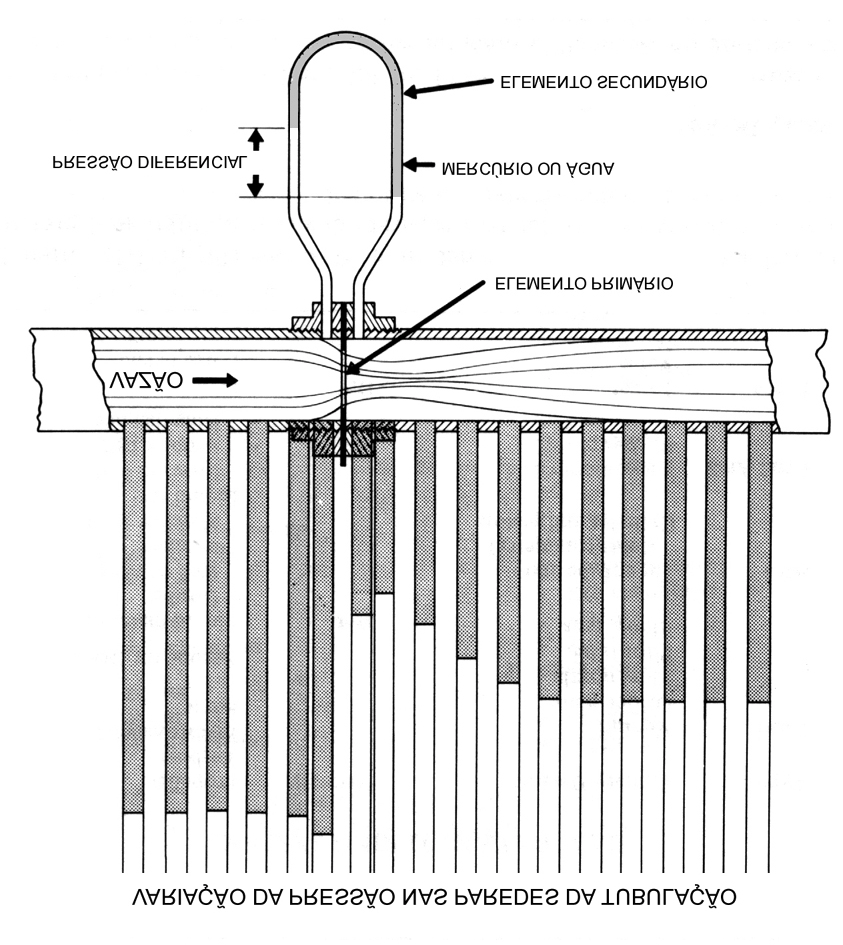 VARIAÇÃO DA PRESSÃO NAS PAREDES DA TUBULAÇÃO
VAZÃO
ELEMENTO PRIMÁRIO
PRESSÃO DIFERENCIAL
MERCÚRIO OU ÁGUA
ELEMENTO SECUNDÁRIO